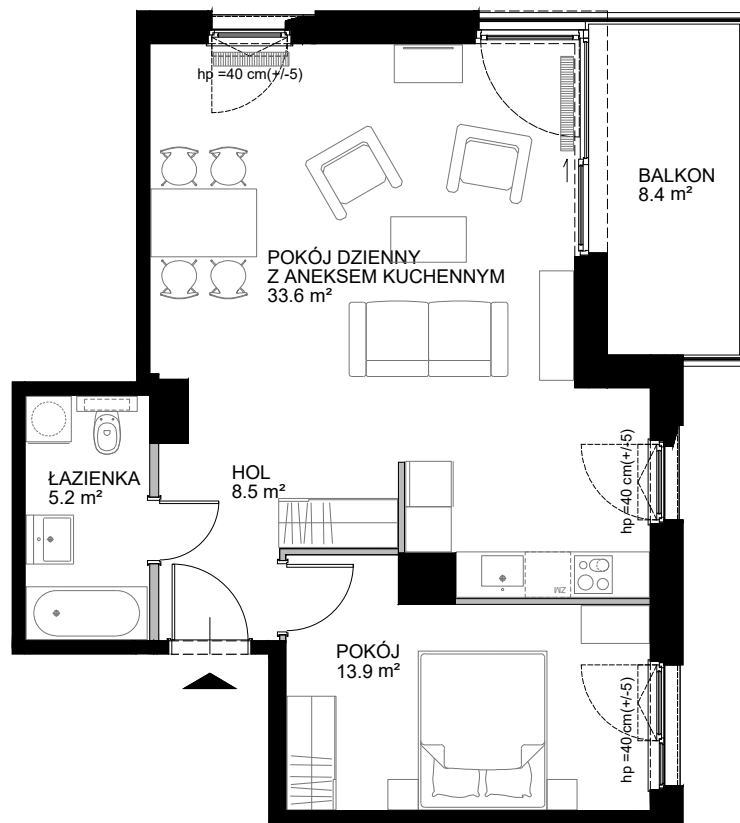 hp =40 cm(+/-5)
BALKON
8.4 m²
POKÓJ DZIENNY
Z ANEKSEM KUCHENNYM
33.6 m²
ŁAZIENKA
5.2 m²
HOL
8.5 m²
hp =40 cm(+/-5)
ZM
POKÓJ
13.9 m²
hp =40 cm(+/-5)